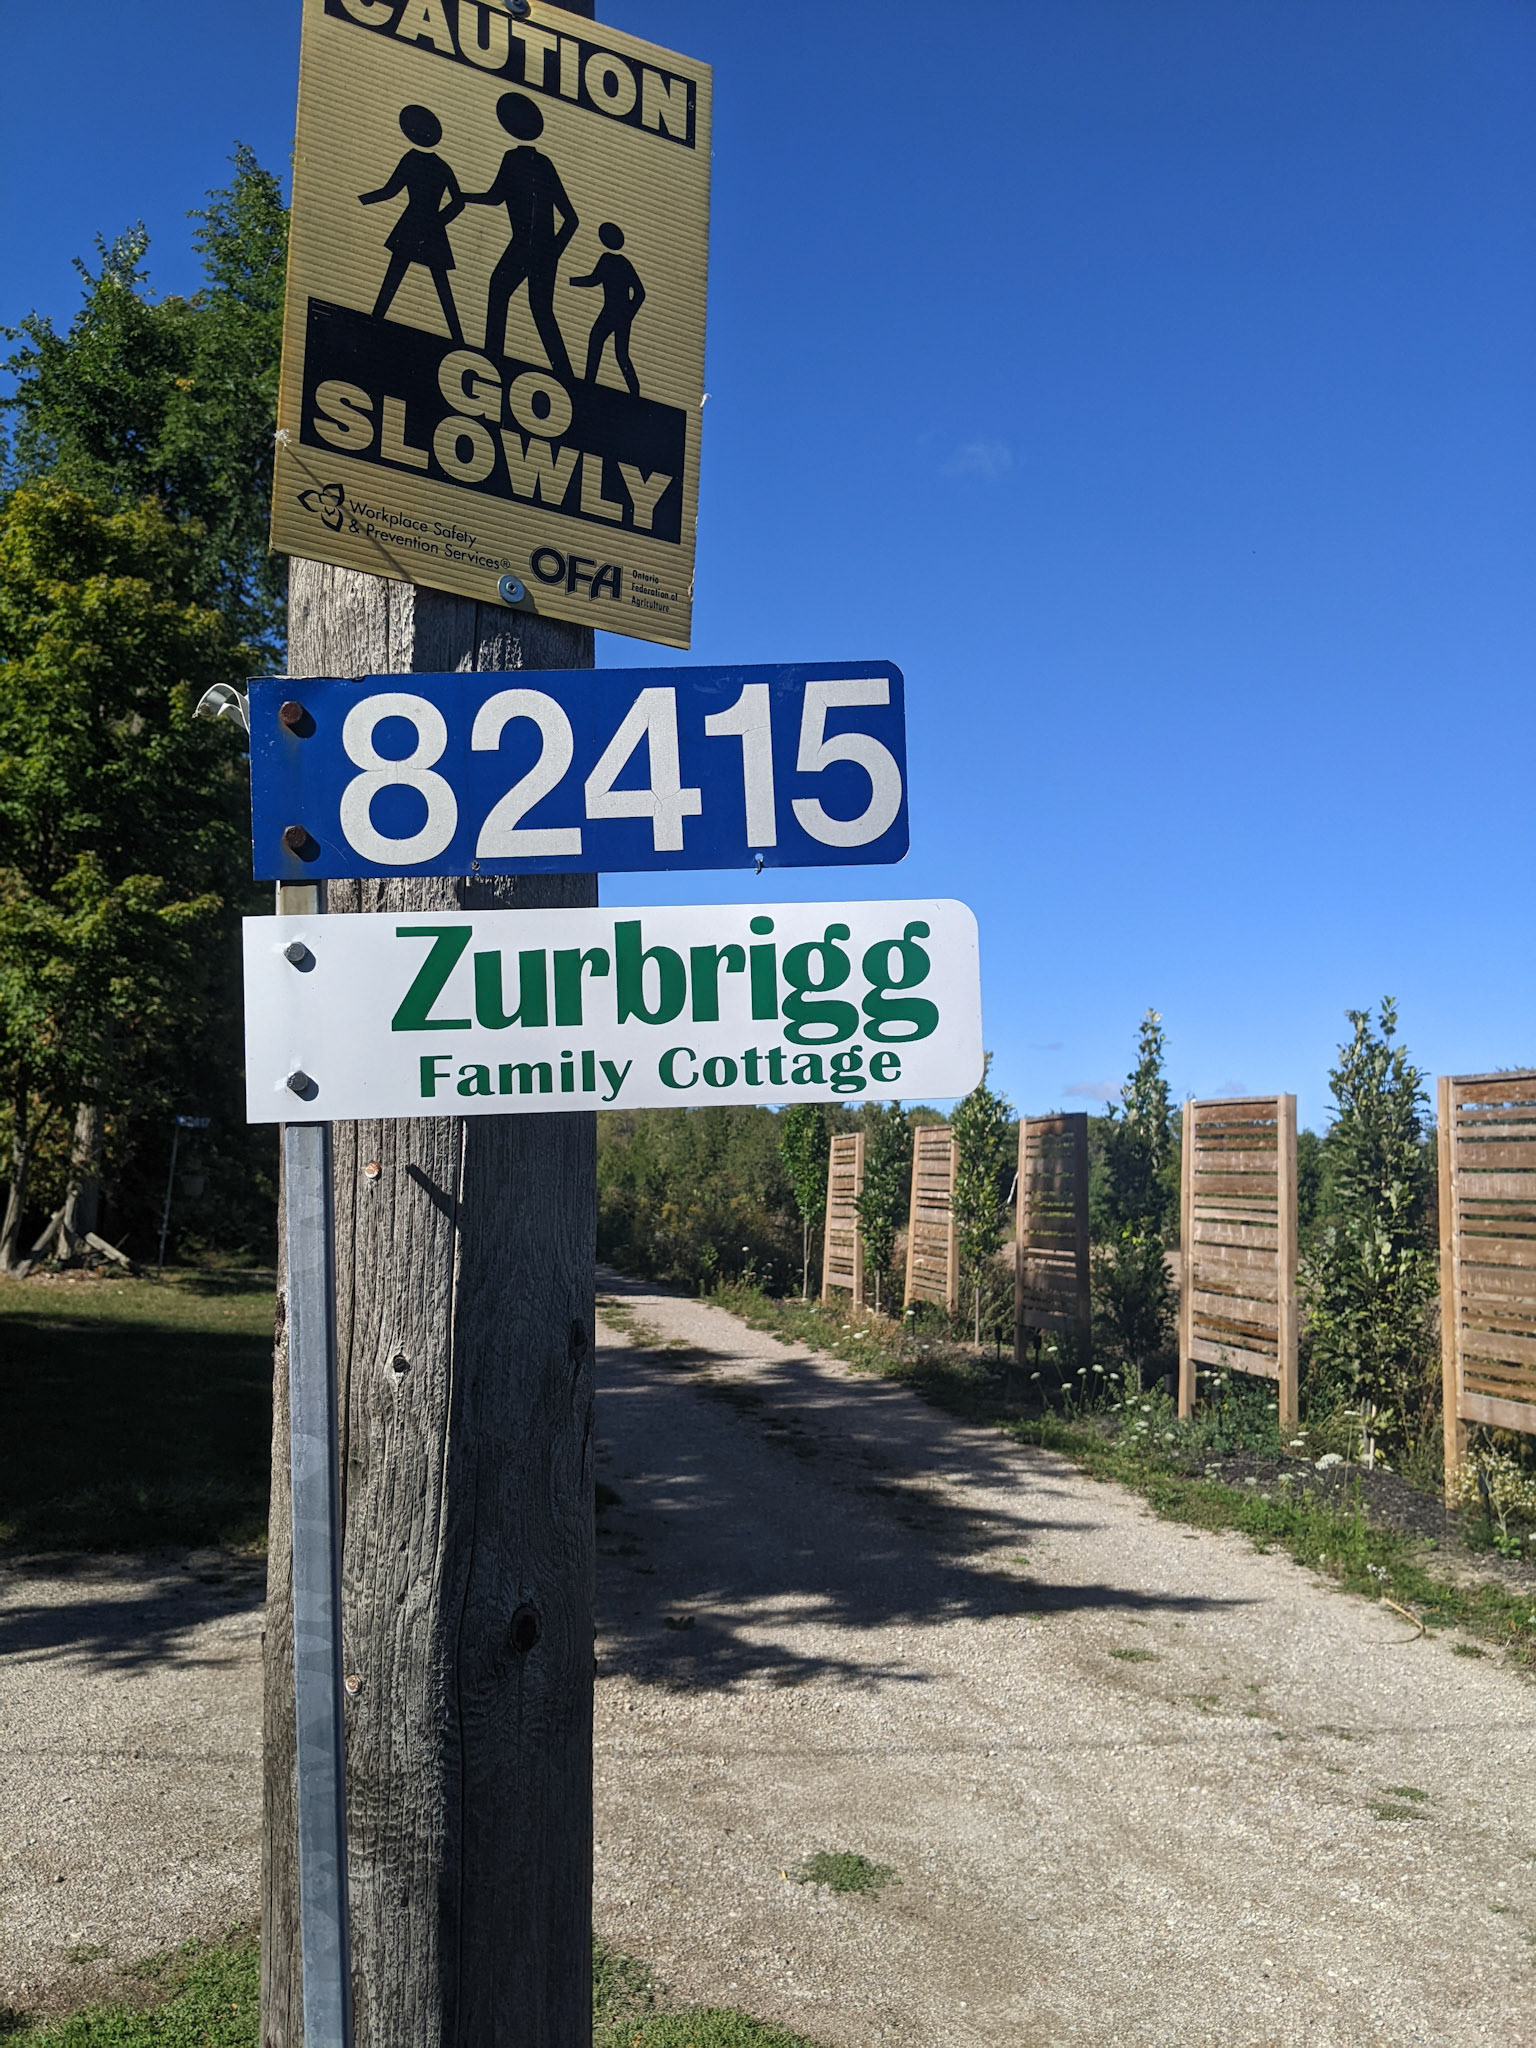 CAUTION
GO
SLOWLY
Workplace Safety
& Prevention Services®
OFA
Ontario
Federation of
Agriculture
82415
Zurbrigg
Family Cottage